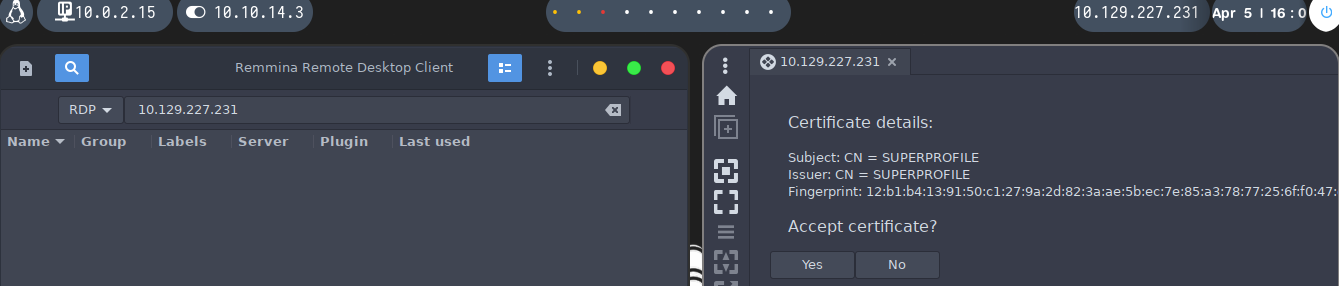 10.0.2.15 10.10.14.3 10.129.227.231 Apr 5 | 16:0
Remmina Remote Desktop Client
RDP 10.129.227.231
Name Group Labels Server Plugin Last used
10.129.227.231
Certificate details:
Subject: CN = SUPERPROFILE
Issuer: CN = SUPERPROFILE
Fingerprint: 12:b1:b4:13:91:50:c1:27:9a:2d:82:3a:ae:5b:ec:7e:85:a3:78:77:25:6f:f0:47:
Accept certificate?
Yes No